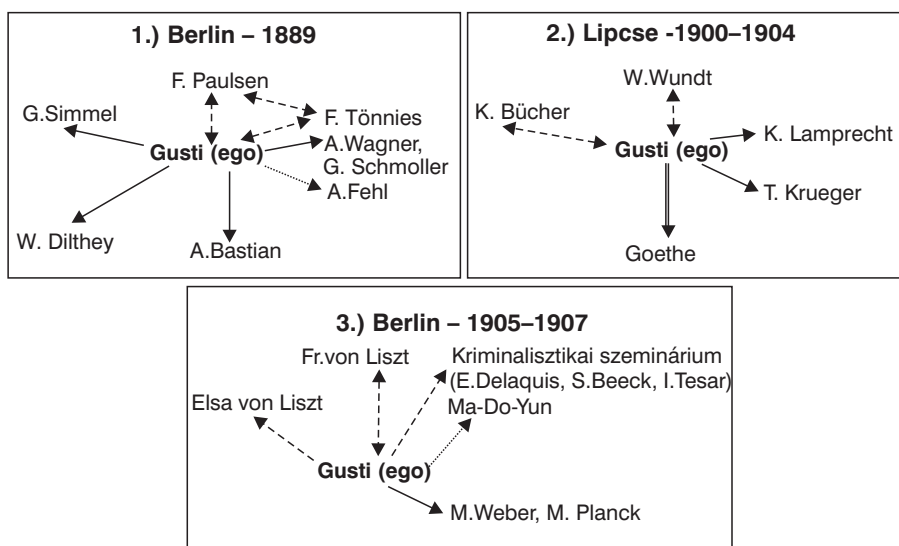 1.) Berlin – 1889
F. Paulsen
G.Simmel
F. Tönnies
Gusti (ego)
A.Wagner,
G. Schmoller
A.Fehl
W. Dilthey
A.Bastian
2.) Lipcse -1900–1904
W.Wundt
K. Bücher
K. Lamprecht
Gusti (ego)
T. Krueger
Goethe
3.) Berlin – 1905–1907
Fr.von Liszt
Kriminalisztikai szeminárium
(E.Delaquis, S.Beeck, I.Tesar)
Elsa von Liszt
Ma-Do-Yun
Gusti (ego)
M.Weber, M. Planck